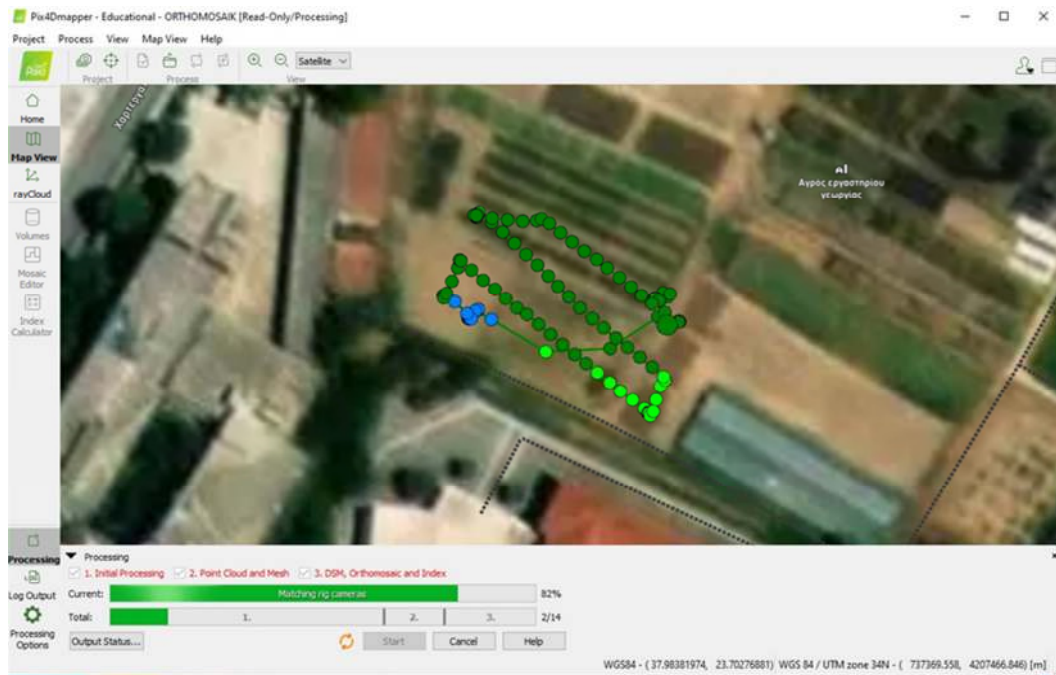 Pix4Dmapper - Educational - ORTHOMOSAIK [Read-Only/Processing]
Project Process View Map View Help
Satellite
Project Process View
Home
Map View
rayCloud
Volumes
Mosaic
Editor
Index
Calculator
Αγρός εργαστηρίου
γεωργίας
Processing
Log Output
Processing
Options
Processing
1. Initial Processing 2. Point Cloud and Mesh 3. DSM, Orthomosaic and Index
Current: Matching rig cameras 82%
Total: 1. 2. 3. 2/14
Output Status... Start Cancel Help
WGS84 - ( 37.98381974, 23.70276881) WGS 84 / UTM zone 34N - ( 737369.558, 4207466.846) [m]